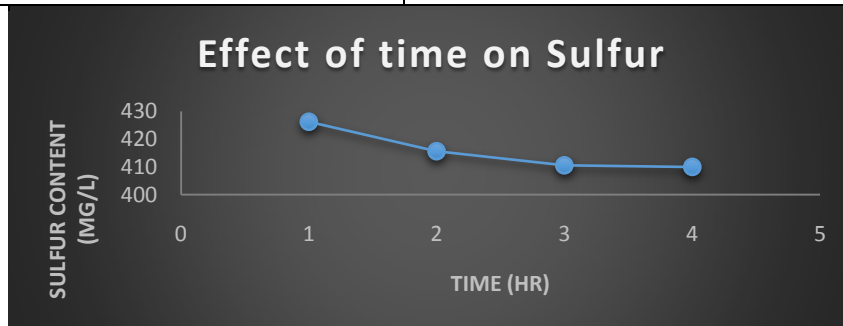 Effect of time on Sulfur
SULFUR CONTENT
(MG/L)
430
420
410
400
0 1 2 3 4 5
TIME (HR)